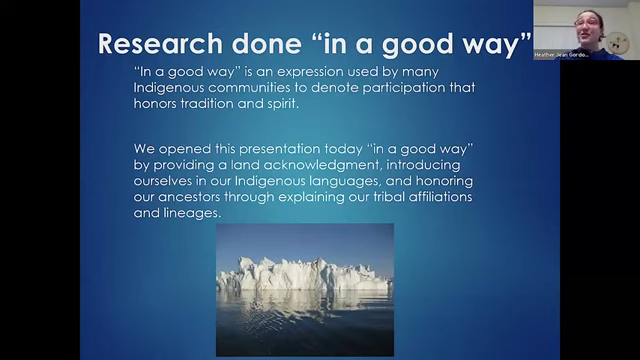 Research done “in a good way”
“In a good way” is an expression used by many
Indigenous communities to denote participation that
honors tradition and spirit.
We opened this presentation today “in a good way”
by providing a land acknowledgment, introducing
ourselves in our Indigenous languages, and honoring
our ancestors through explaining our tribal affiliations
and lineages.
Heather Jean Gordo...